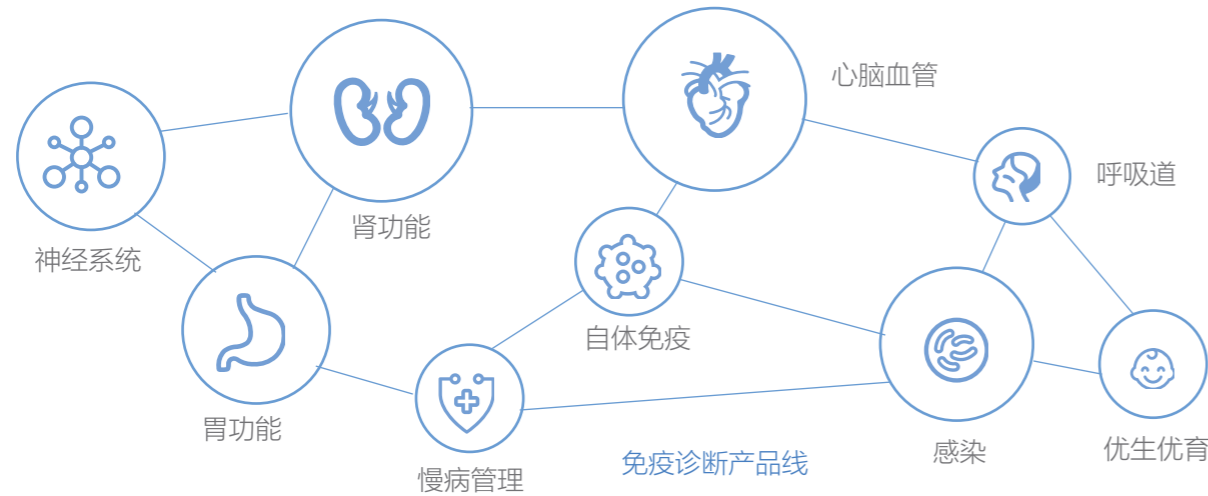 心脑血管
呼吸道
肾功能
神经系统
自体免疫
胃功能
感染
优生优育
免疫诊断产品线
慢病管理